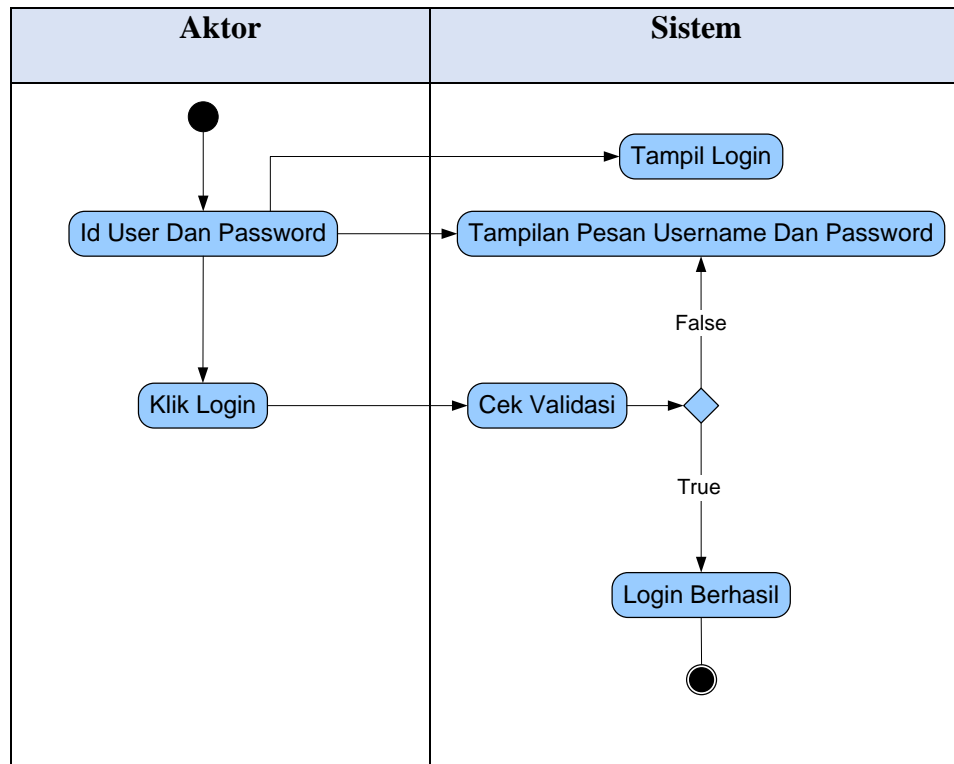 Aktor
Sistem
Tampil Login
Id User Dan Password
Tampilan Pesan Username Dan Password
False
Klik Login
Cek Validasi
True
Login Berhasil